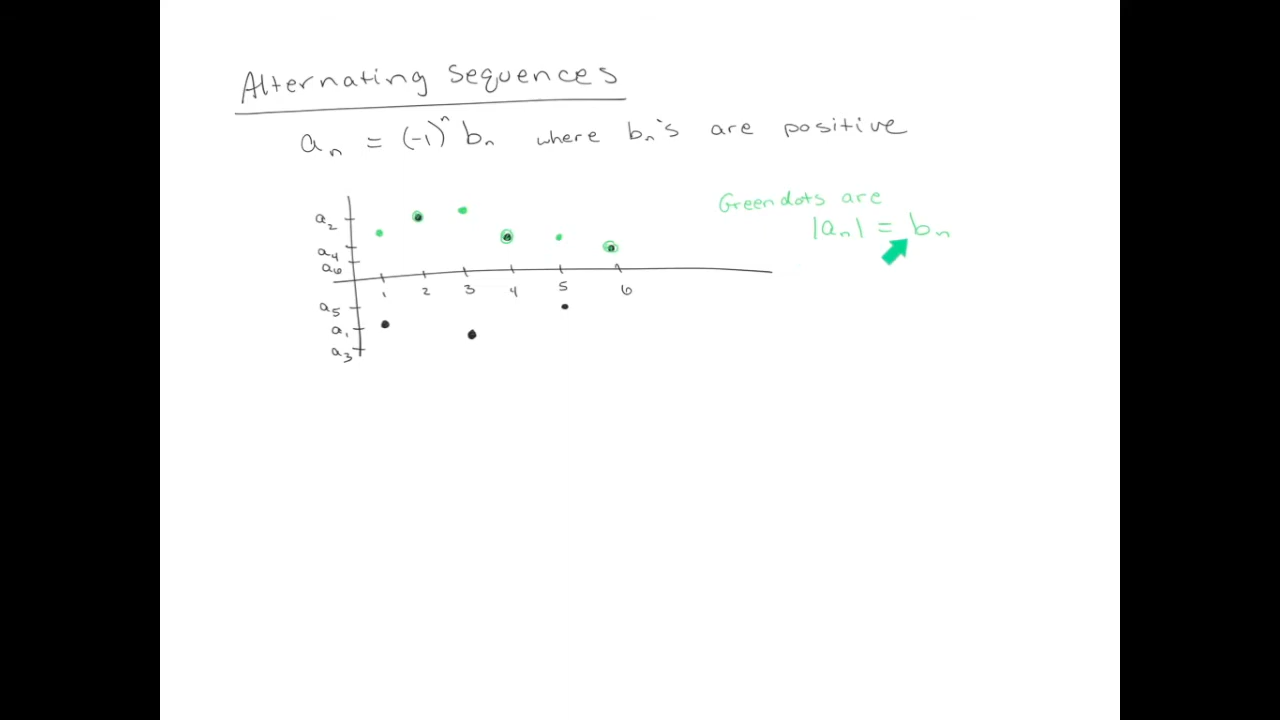 Alternating Sequences
aₙ = (-1)ⁿ bₙ where bₙ's are positive
Green dots are
|aₙ| = bₙ
a₂
a₄
a₆
1 2 3 4 5 6
a₅
a₁
a₃